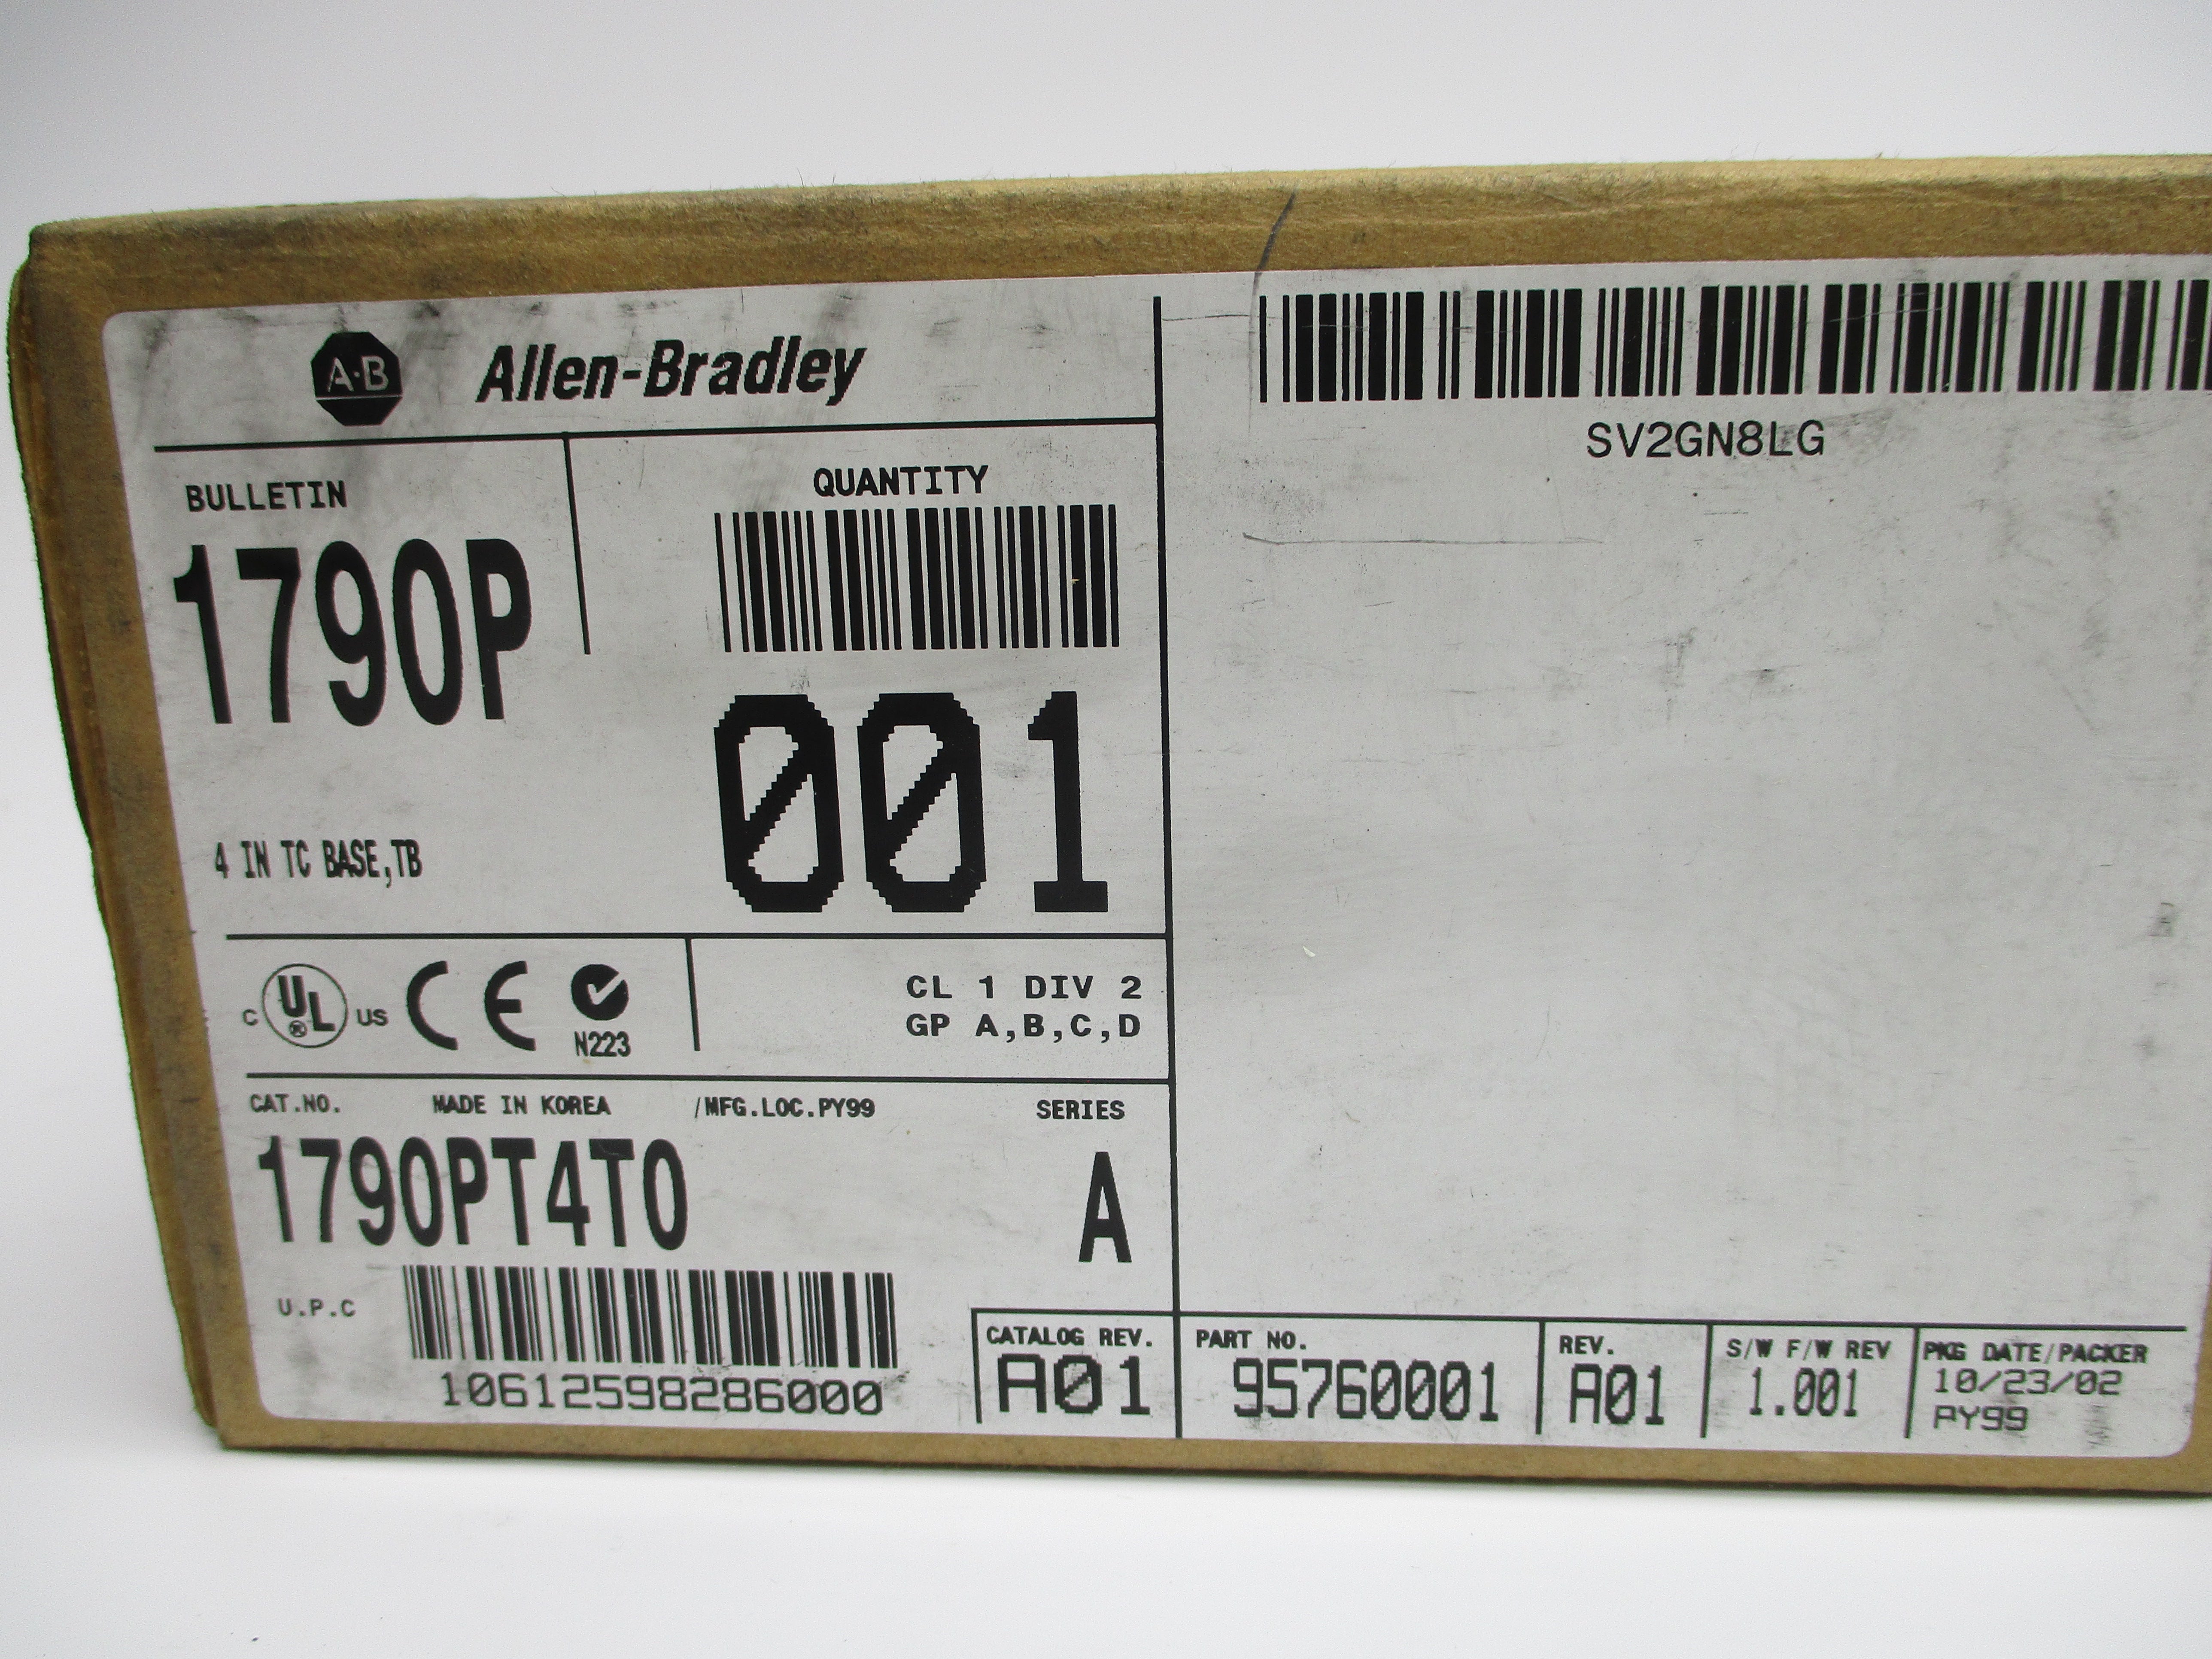 A·B Allen-Bradley
SV2GN8LG
BULLETIN
1790P
QUANTITY
001
4 IN TC BASE,TB
C UL ® US CE N223
CL 1 DIV 2
GP A,B,C,D
CAT.NO. MADE IN KOREA /MFG.LOC.PY99 SERIES
1790PT4T0 A
U.P.C
10612598286000
CATALOG REV.
A01
PART NO.
95760001
REV.
A01
S/W F/W REV
1.001
PKG DATE/PACKER
10/23/02
PY99